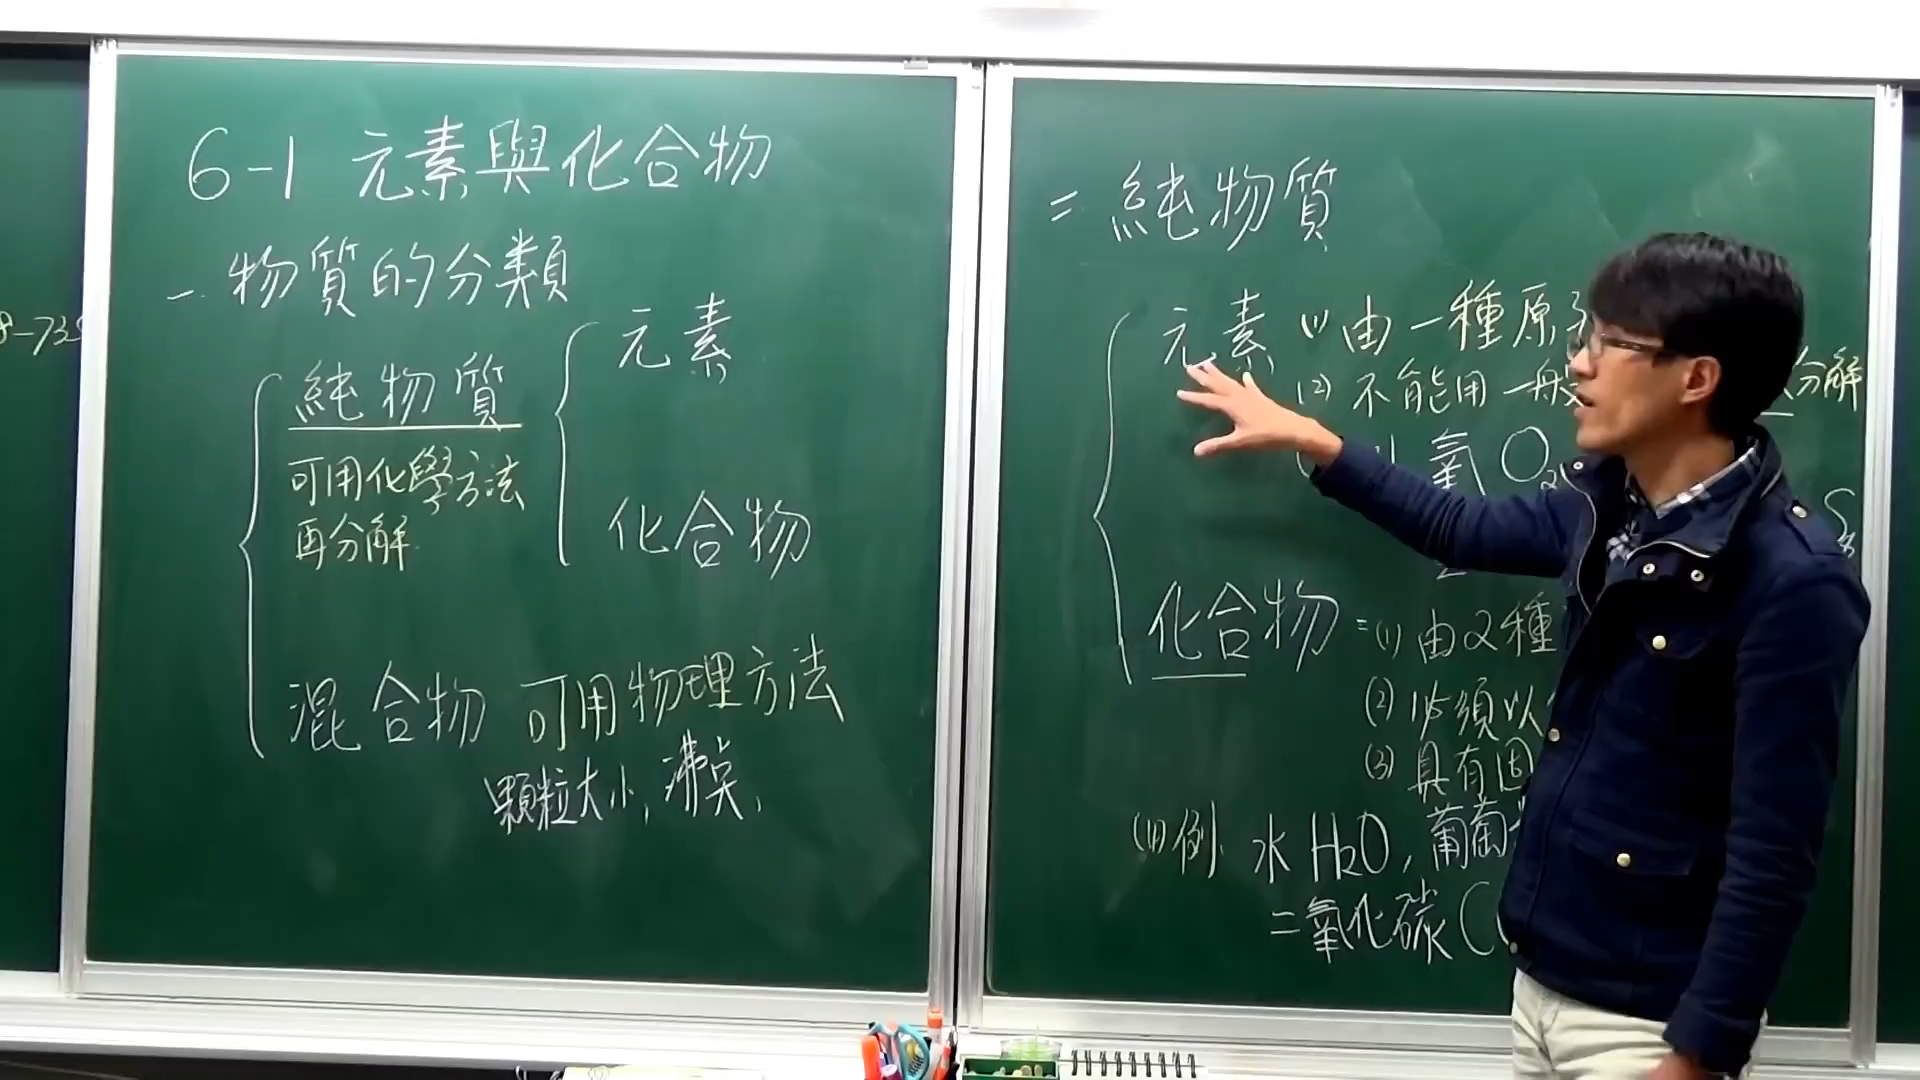 6-1 元素與化合物
一. 物質的分類
純物質
可用化學方法
再分解.
元素
化合物
混合物 可用物理方法
顆粒大小, 沸點,
二 純物質
元素 (1) 由一種原子
(2) 不能用一般 分解
氧 O₂
化合物 = (1) 由2種
(2) 必須以
(3) 具有固
例. 水 H₂O, 葡萄
二氧化碳 (